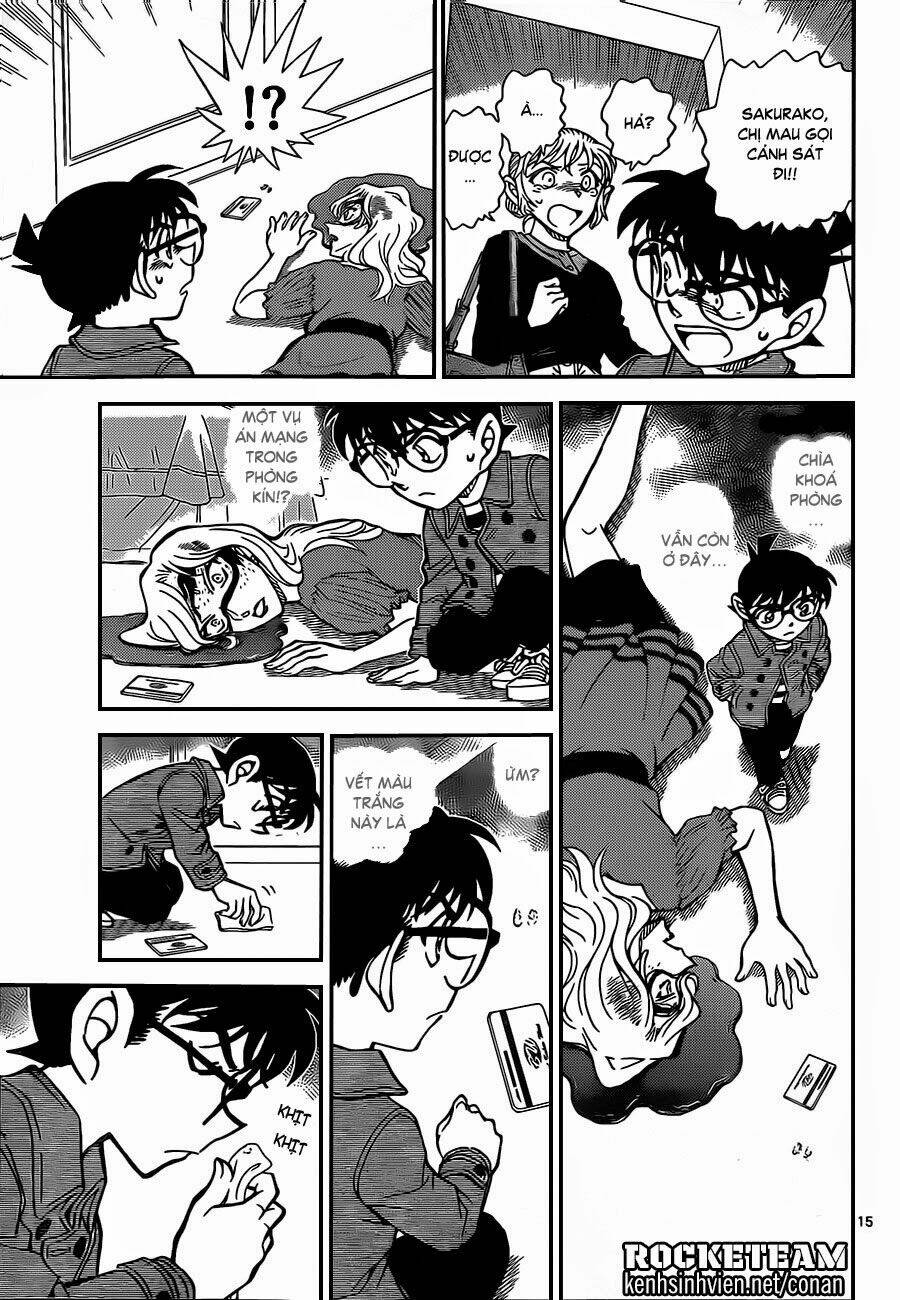 SAKURAKO,
CHỊ MAU GỌI
CẢNH SÁT
ĐI!!
HẢ?
À...
ĐƯỢC
...
!?
CHÌA
KHOÁ
PHÒNG
...
VẪN CÒN
Ở ĐÂY...
MỘT VỤ
ÁN MẠNG
TRONG
PHÒNG
KÍN!?
ỪM?
VẾT MÀU
TRẮNG
NÀY LÀ
...
KHỊT
KHỊT
15
ROCKETEAM
kenhsinhvien.net/conan